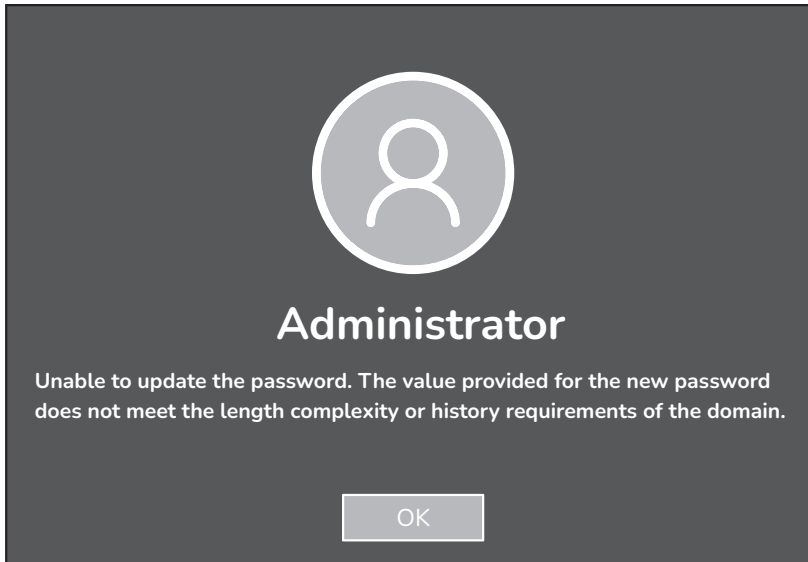 Administrator
Unable to update the password. The value provided for the new password
does not meet the length complexity or history requirements of the domain.
OK